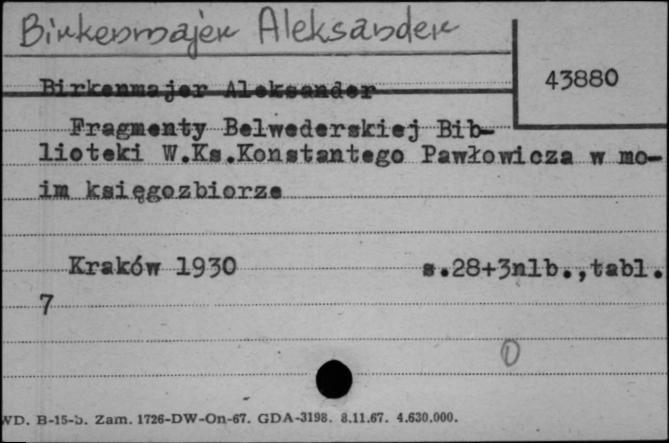 Birkenmajer Aleksander
43880
Birkenmajer Aleksander
Fragmenty Belwederskiej Bib-
lioteki W.Ks.Konstantego Pawłowicza w mo-
im księgozbiorze
Kraków 1930 s.28+3nlb.,tabl.
7
D
WD. B-15-b. Zam. 1726-DW-On-67. GDA-3198. 8.11.67. 4.630.000.